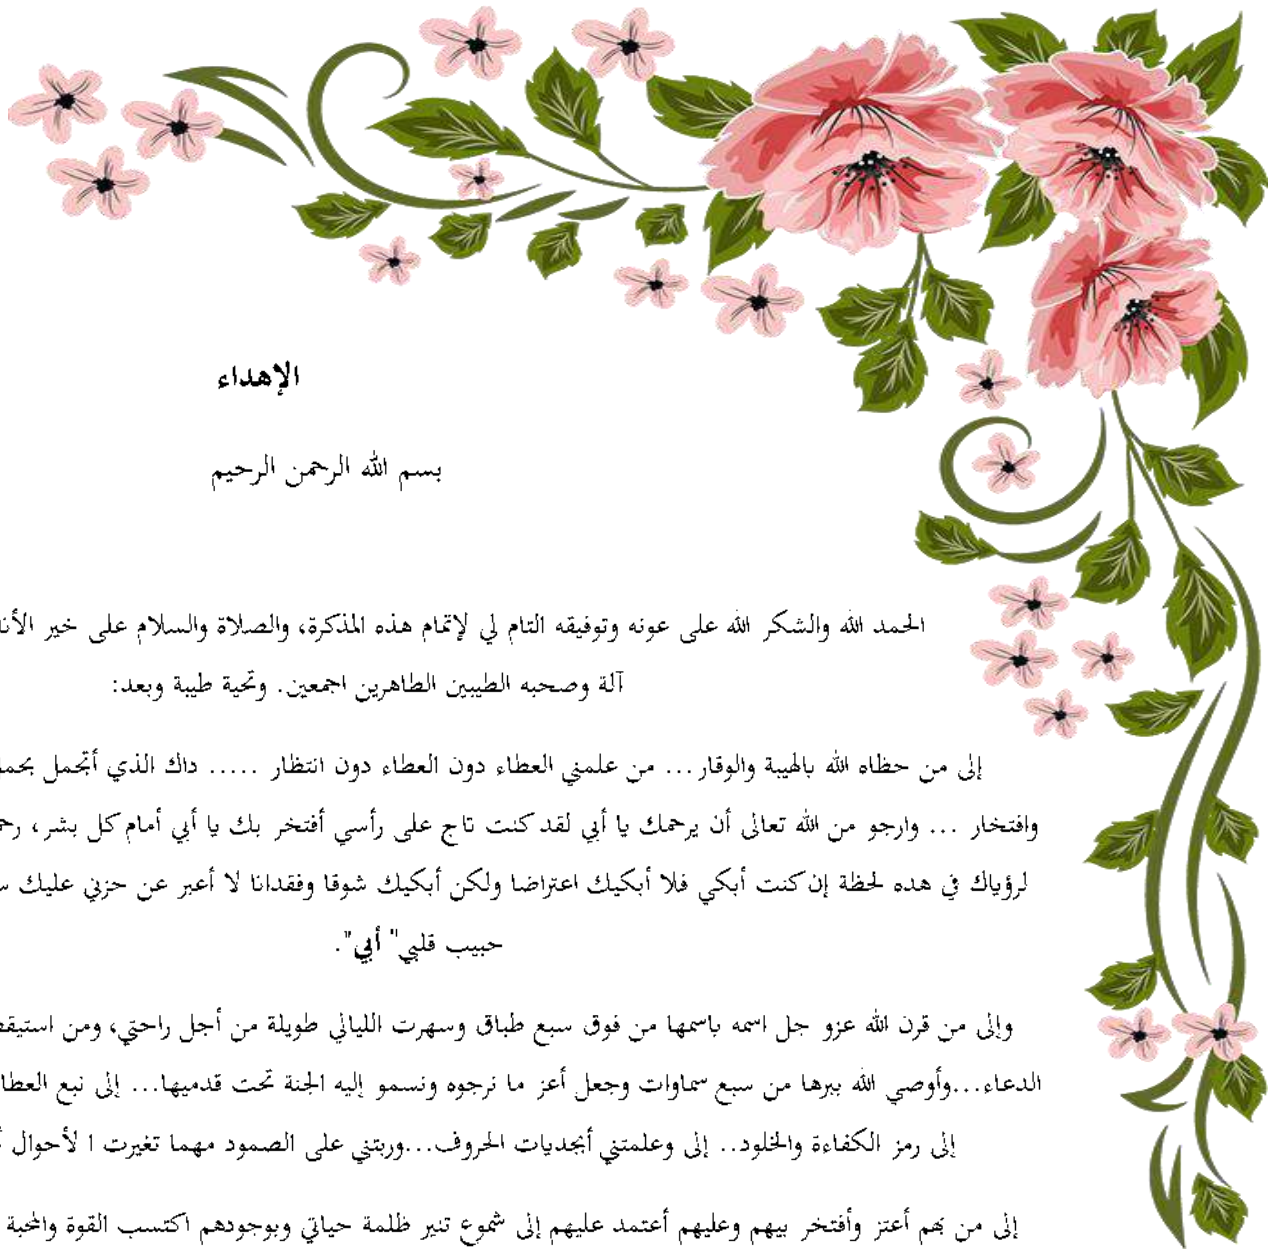 الإهداء
بسم الله الرحمن الرحيم
الحمد الله والشكر الله على عونه وتوفيقه التام لي لإتمام هذه المذكرة، والصلاة والسلام على خير
آلة وصحبه الطيبين الطاهرين اجمعين. وتحية طيبة وبعد:
إلى من حظاه الله بالهيبة والوقار... من علمني العطاء دون العطاء دون انتظار ..... داك الذي أتجمل
وافتخار ... وارجو من الله تعالى أن يرحمك يا أبي لقد كنت تاج على رأسي أفتخر بك يا أبي أمام كل بشر،
لرؤياك في هده لحظة إن كنت أبكي فلا أبكيك اعتراضا ولكن أبكيك شوقا وفقدانا لا أعبر عن حزني عليك
حبيب قلبي" أبي".
وإلى من قرن الله عزو جل اسمه باسمها من فوق سبع طباق وسهرت الليالي طويلة من أجل راحتي، ومن
الدعاء...وأوصي الله ببرها من سبع سماوات وجعل أعز ما نرجوه ونسمو إليه الجنة تحت قدميها... إلى نبع
إلى رمز الكفاءة والخلود.. إلى وعلمتني أبجديات الحروف...وربتني على الصمود مهما تغيرت ا لأحوال
إلى من بهم أعتز وأفتخر بيهم وعليهم أعتمد عليهم إلى شموع تنير ظلمة حياتي وبوجودهم اكتسب القوة والمحبة